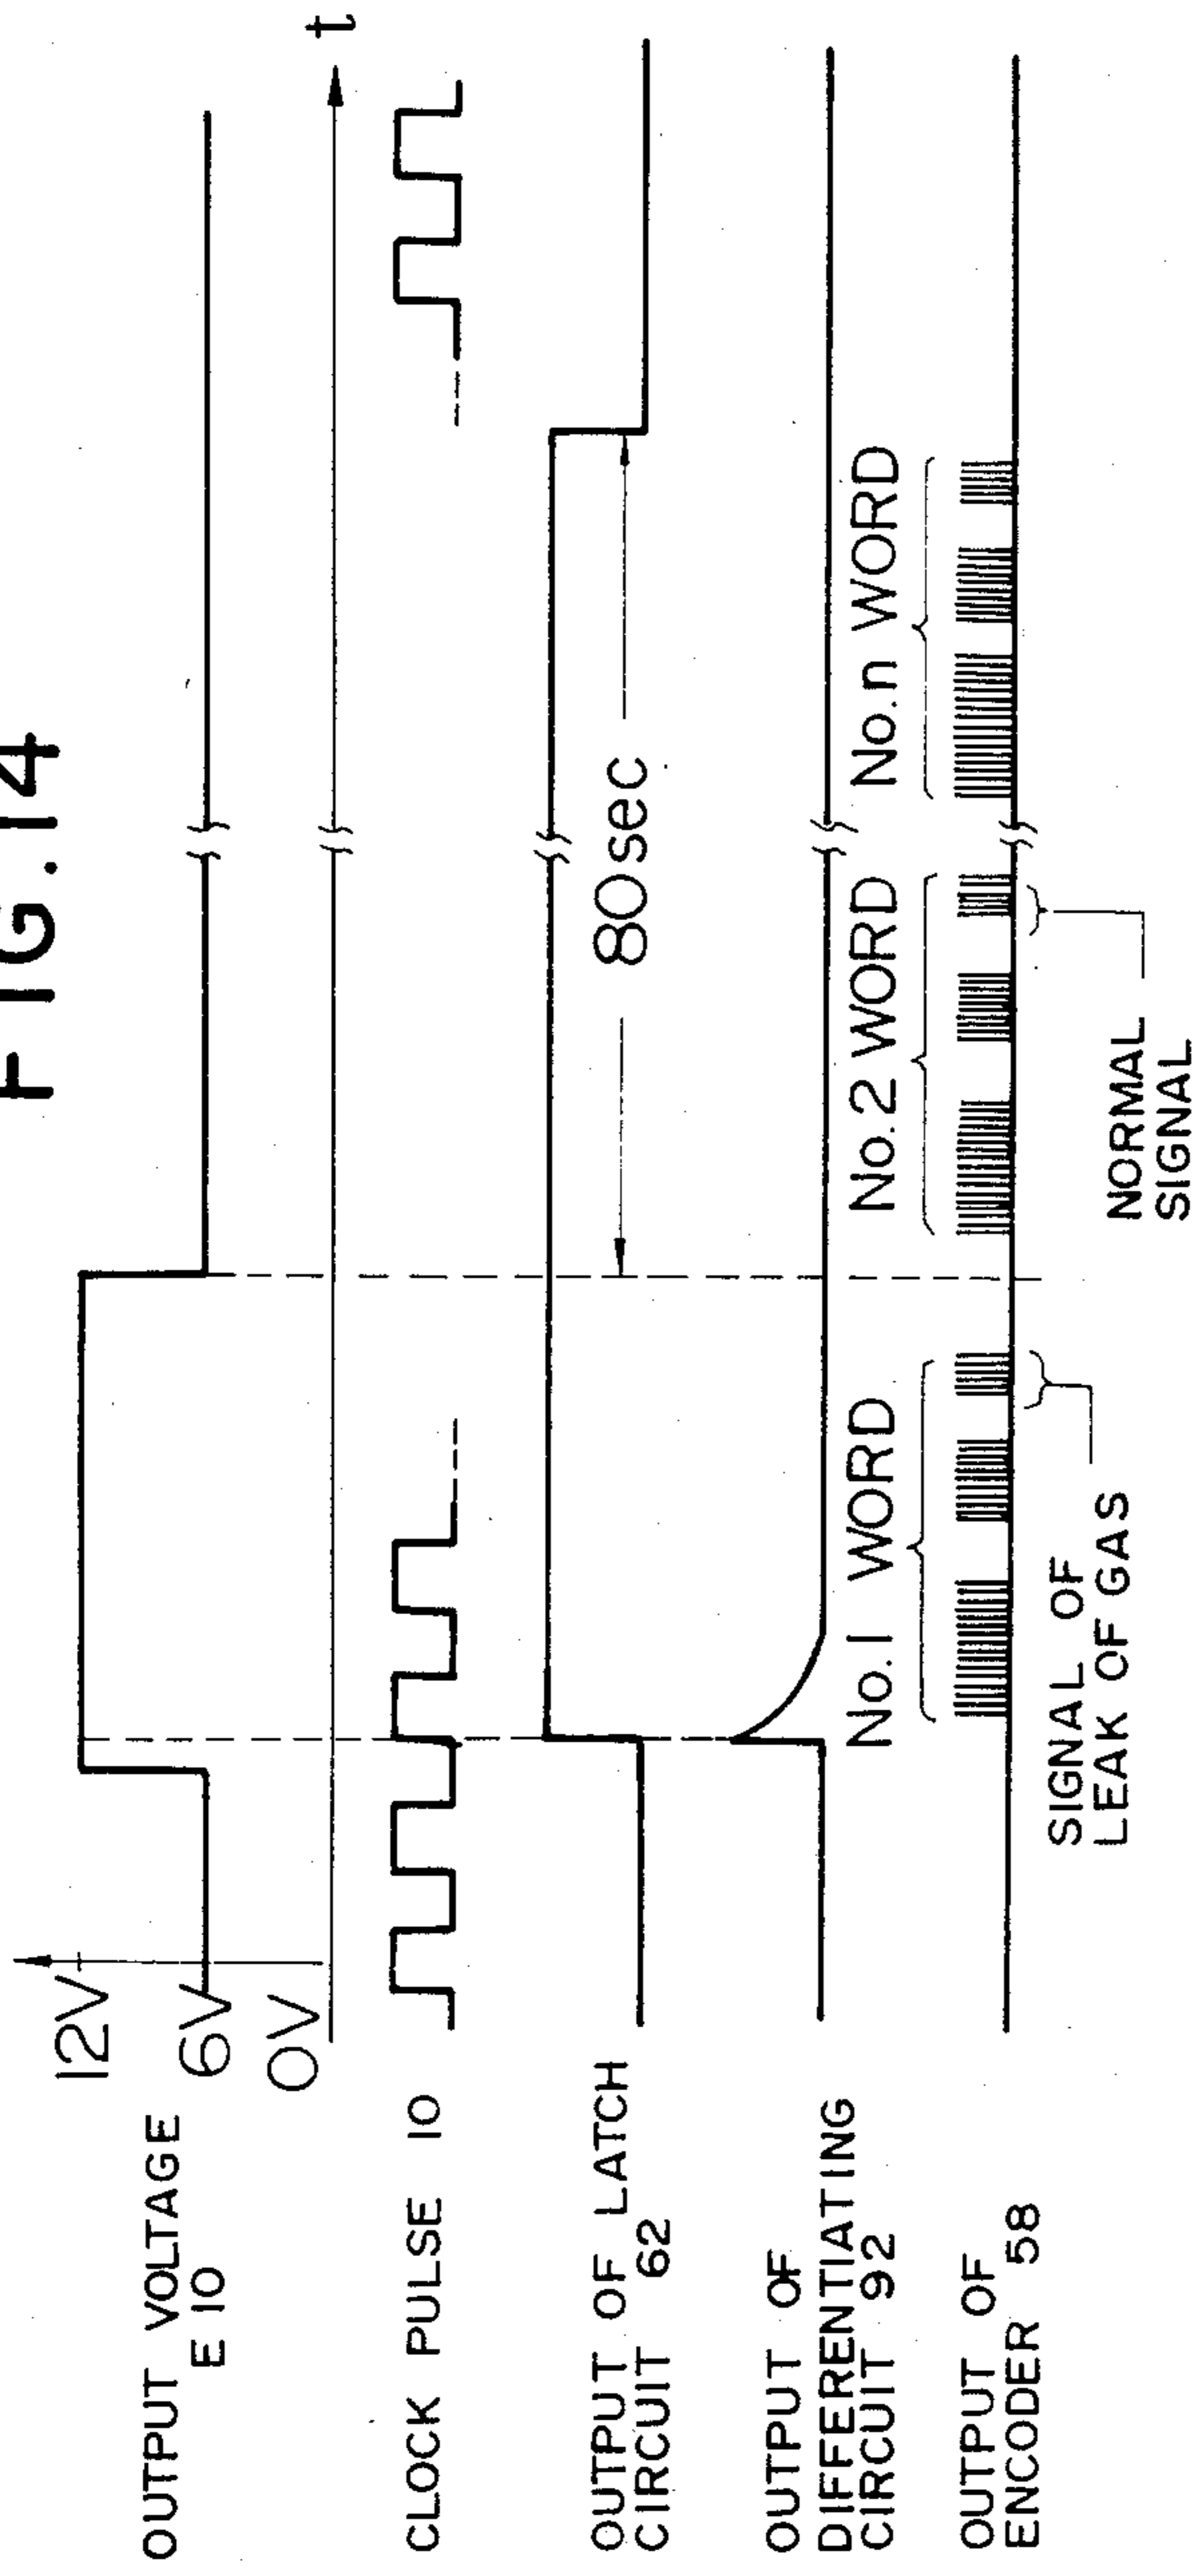 FIG.14
OUTPUT VOLTAGE
E 10
12V
6V
0V
t
CLOCK PULSE 10
OUTPUT OF LATCH
CIRCUIT 62
80sec
OUTPUT OF
DIFFERENTIATING
CIRCUIT 92
No.1 WORD
No.2 WORD
No.n WORD
OUTPUT OF
ENCODER 58
SIGNAL OF
LEAK OF GAS
NORMAL
SIGNAL